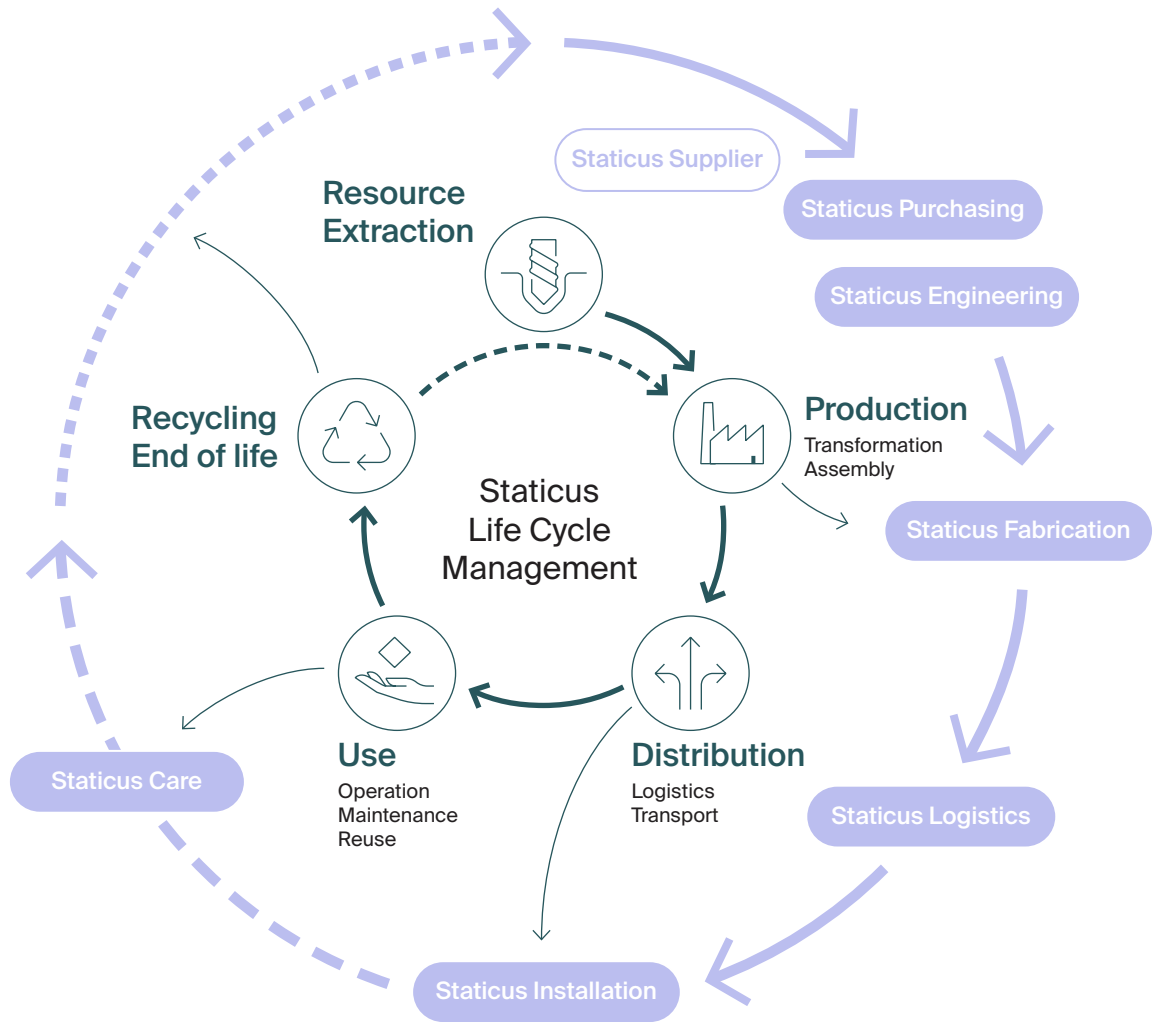 Staticus Supplier
Staticus Purchasing
Staticus Engineering
Resource
Extraction
Production
Transformation
Assembly
Recycling
End of life
Staticus
Life Cycle
Management
Staticus Fabrication
Use
Operation
Maintenance
Reuse
Distribution
Logistics
Transport
Staticus Care
Staticus Logistics
Staticus Installation